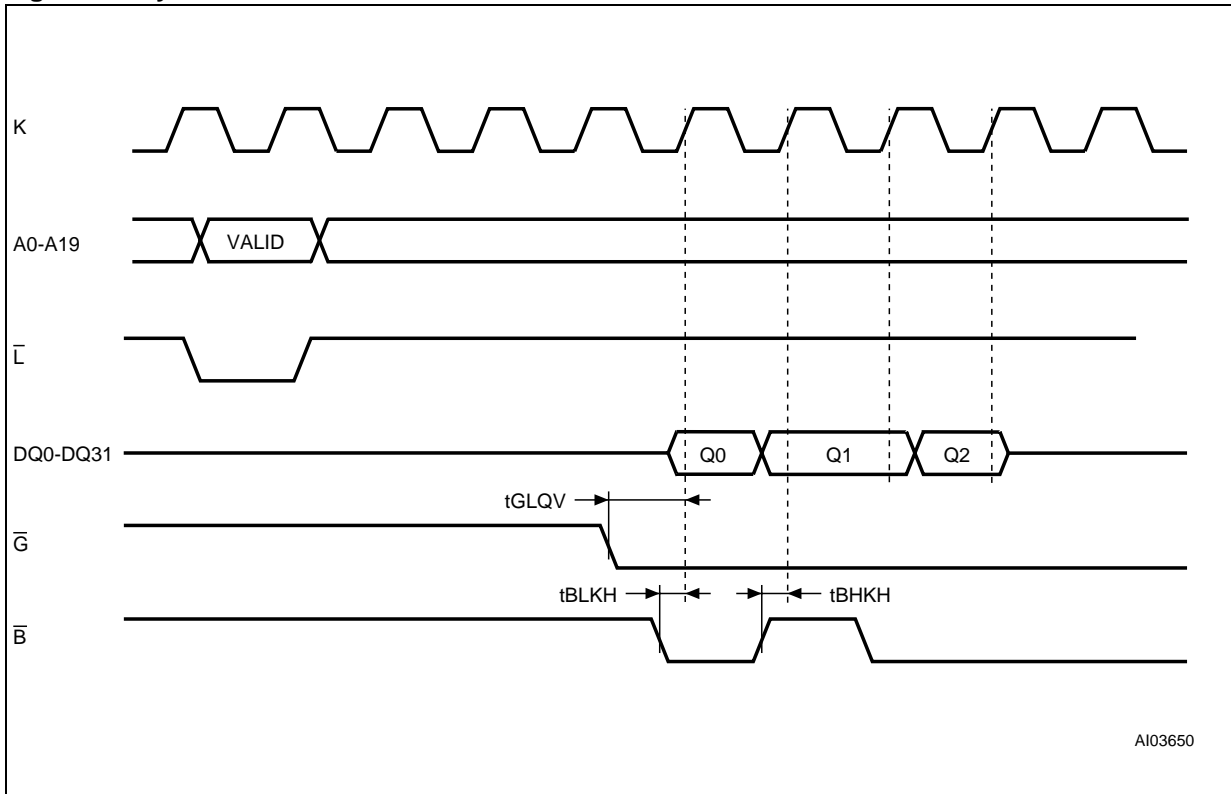 K
A0-A19
VALID
L̅
DQ0-DQ31
Q0
Q1
Q2
tGLQV
G̅
tBLKH
tBHKH
B̅
AI03650